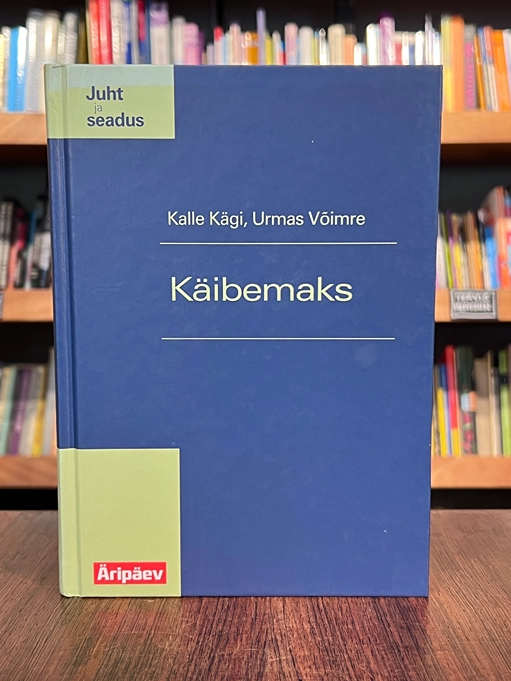 Juht
ja
seadus
Kalle Kägi, Urmas Võimre
Käibemaks
Äripäev